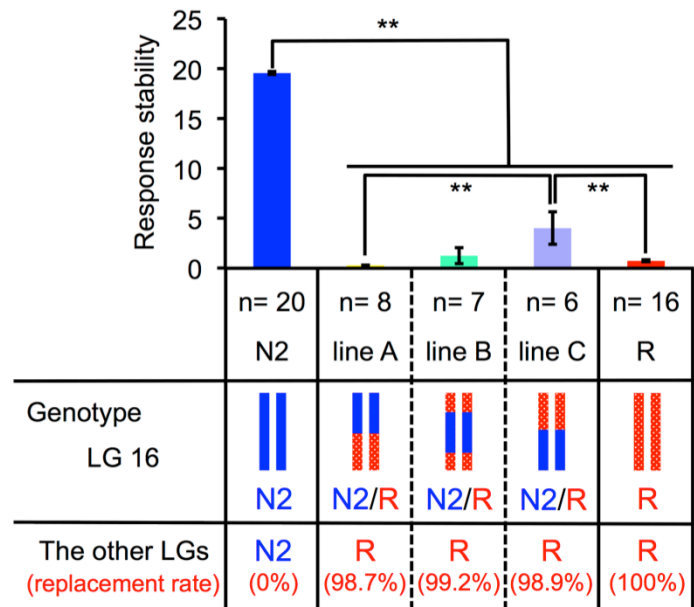 **
Response stability
25
20
15
10
5
0
** **
n= 20 n= 8 n= 7 n= 6 n= 16
N2 line A line B line C R
Genotype
LG 16
N2 N2/R N2/R N2/R R
The other LGs N2 R R R R
(replacement rate) (0%) (98.7%) (99.2%) (98.9%) (100%)